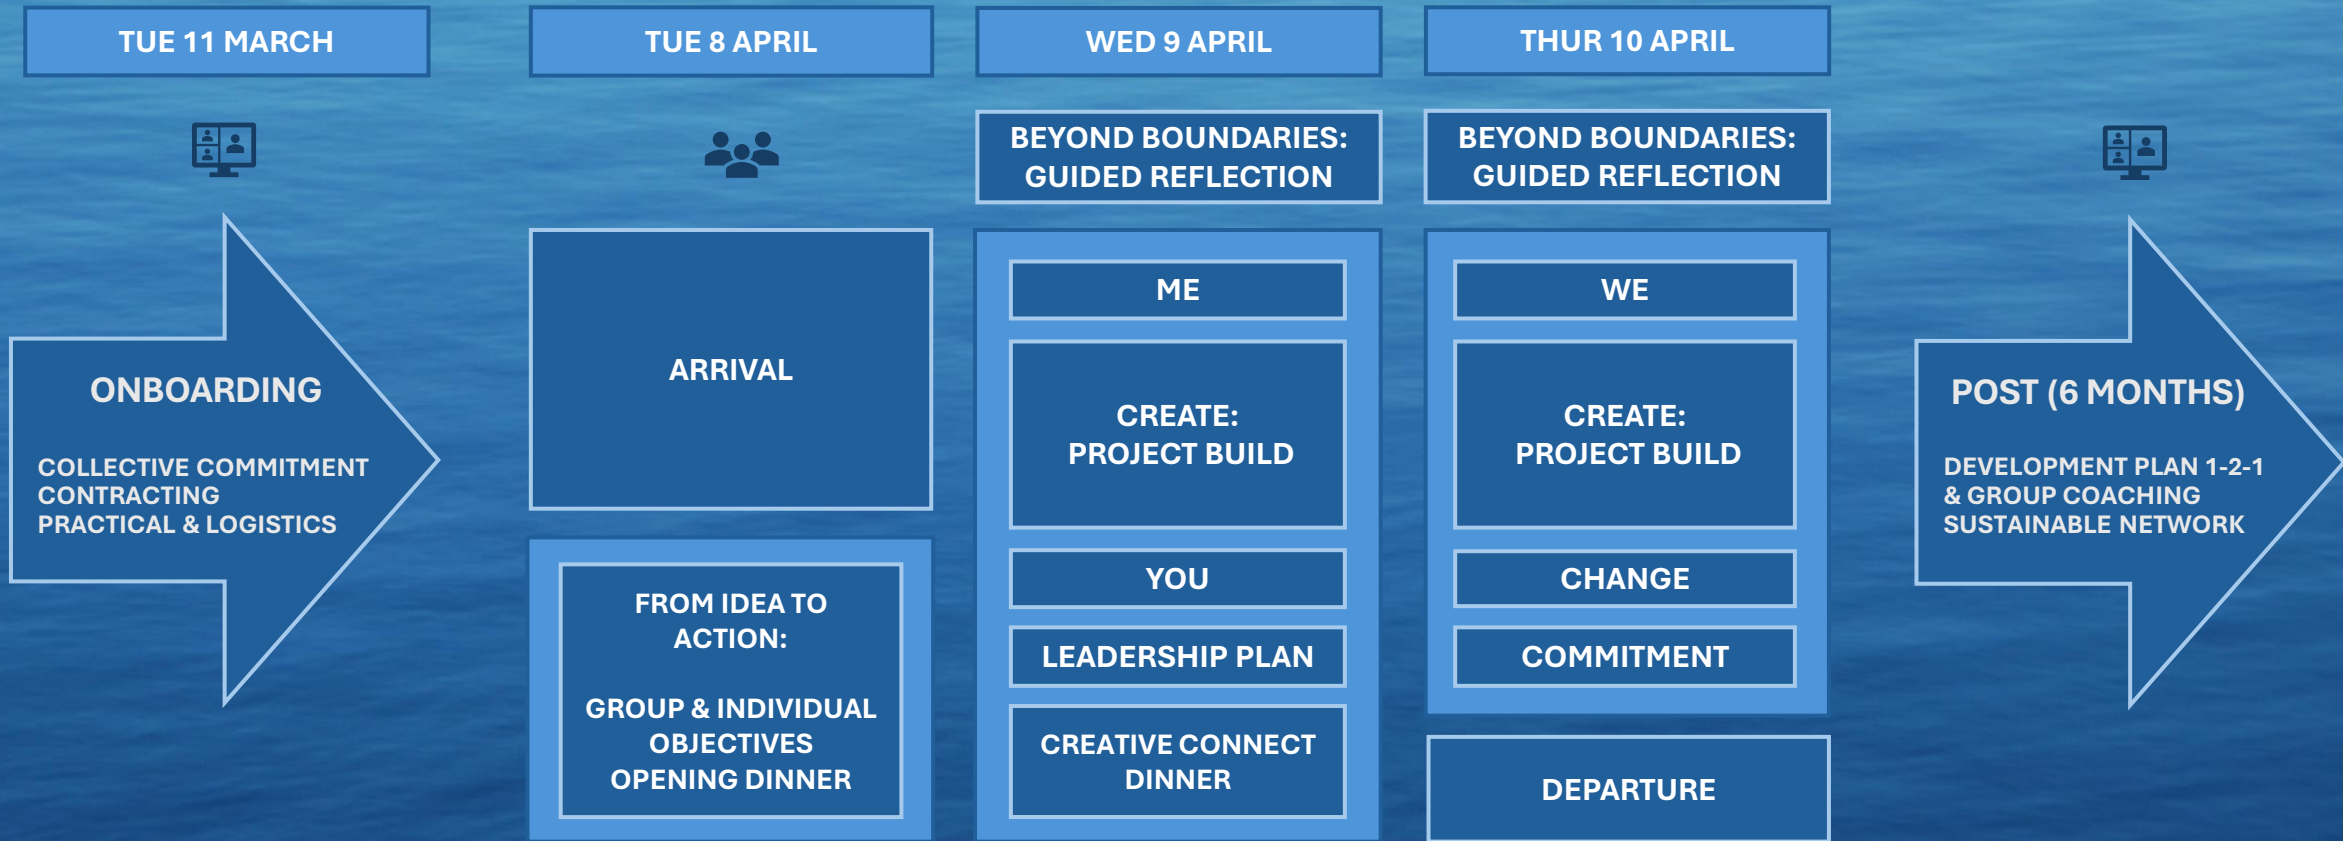 TUE 11 MARCH
ONBOARDING
COLLECTIVE COMMITMENT
CONTRACTING
PRACTICAL & LOGISTICS
TUE 8 APRIL
ARRIVAL
FROM IDEA TO
ACTION:
GROUP & INDIVIDUAL
OBJECTIVES
OPENING DINNER
WED 9 APRIL
BEYOND BOUNDARIES:
GUIDED REFLECTION
ME
CREATE:
PROJECT BUILD
YOU
LEADERSHIP PLAN
CREATIVE CONNECT
DINNER
THUR 10 APRIL
BEYOND BOUNDARIES:
GUIDED REFLECTION
WE
CREATE:
PROJECT BUILD
CHANGE
COMMITMENT
DEPARTURE
POST (6 MONTHS)
DEVELOPMENT PLAN 1-2-1
& GROUP COACHING
SUSTAINABLE NETWORK